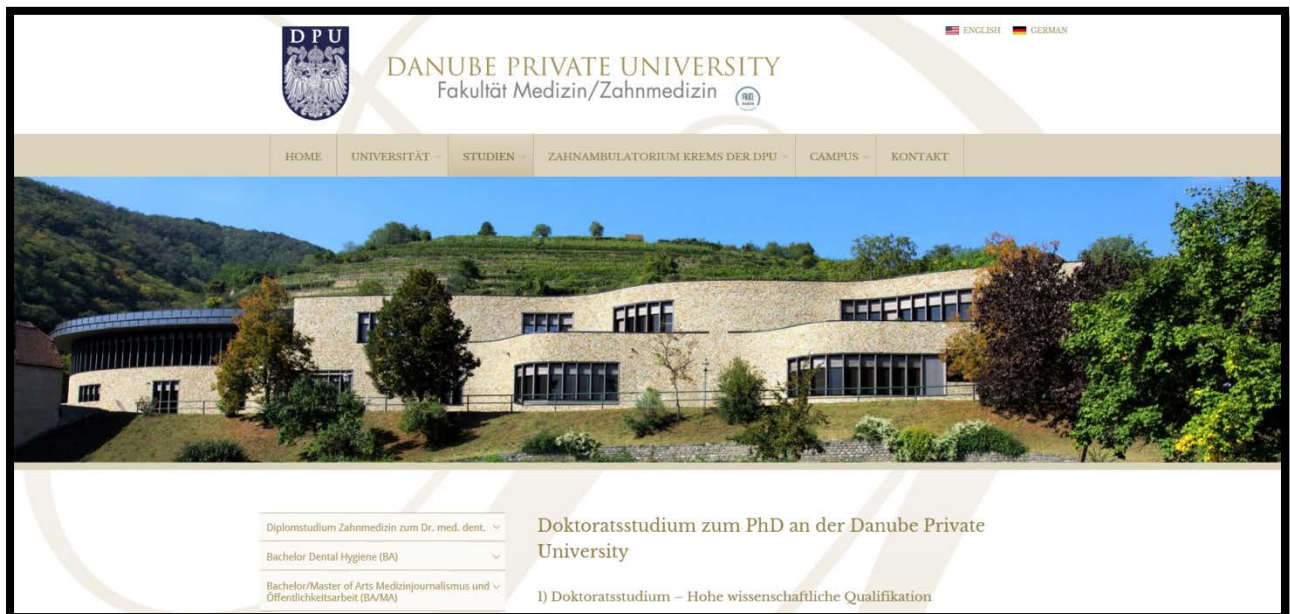 DPU
DANUBE PRIVATE UNIVERSITY
Fakultät Medizin/Zahnmedizin
ENGLISH GERMAN
HOME UNIVERSITÄT STUDIEN ZAHNAMBULATORIUM KREMS DER DPU CAMPUS KONTAKT
Diplomstudium Zahnmedizin zum Dr. med. dent.
Bachelor Dental Hygiene (BA)
Bachelor/Master of Arts Medizinjournalismus und
Öffentlichkeitsarbeit (BA/MA)
Doktoratsstudium zum PhD an der Danube Private
University
1) Doktoratsstudium – Hohe wissenschaftliche Qualifikation